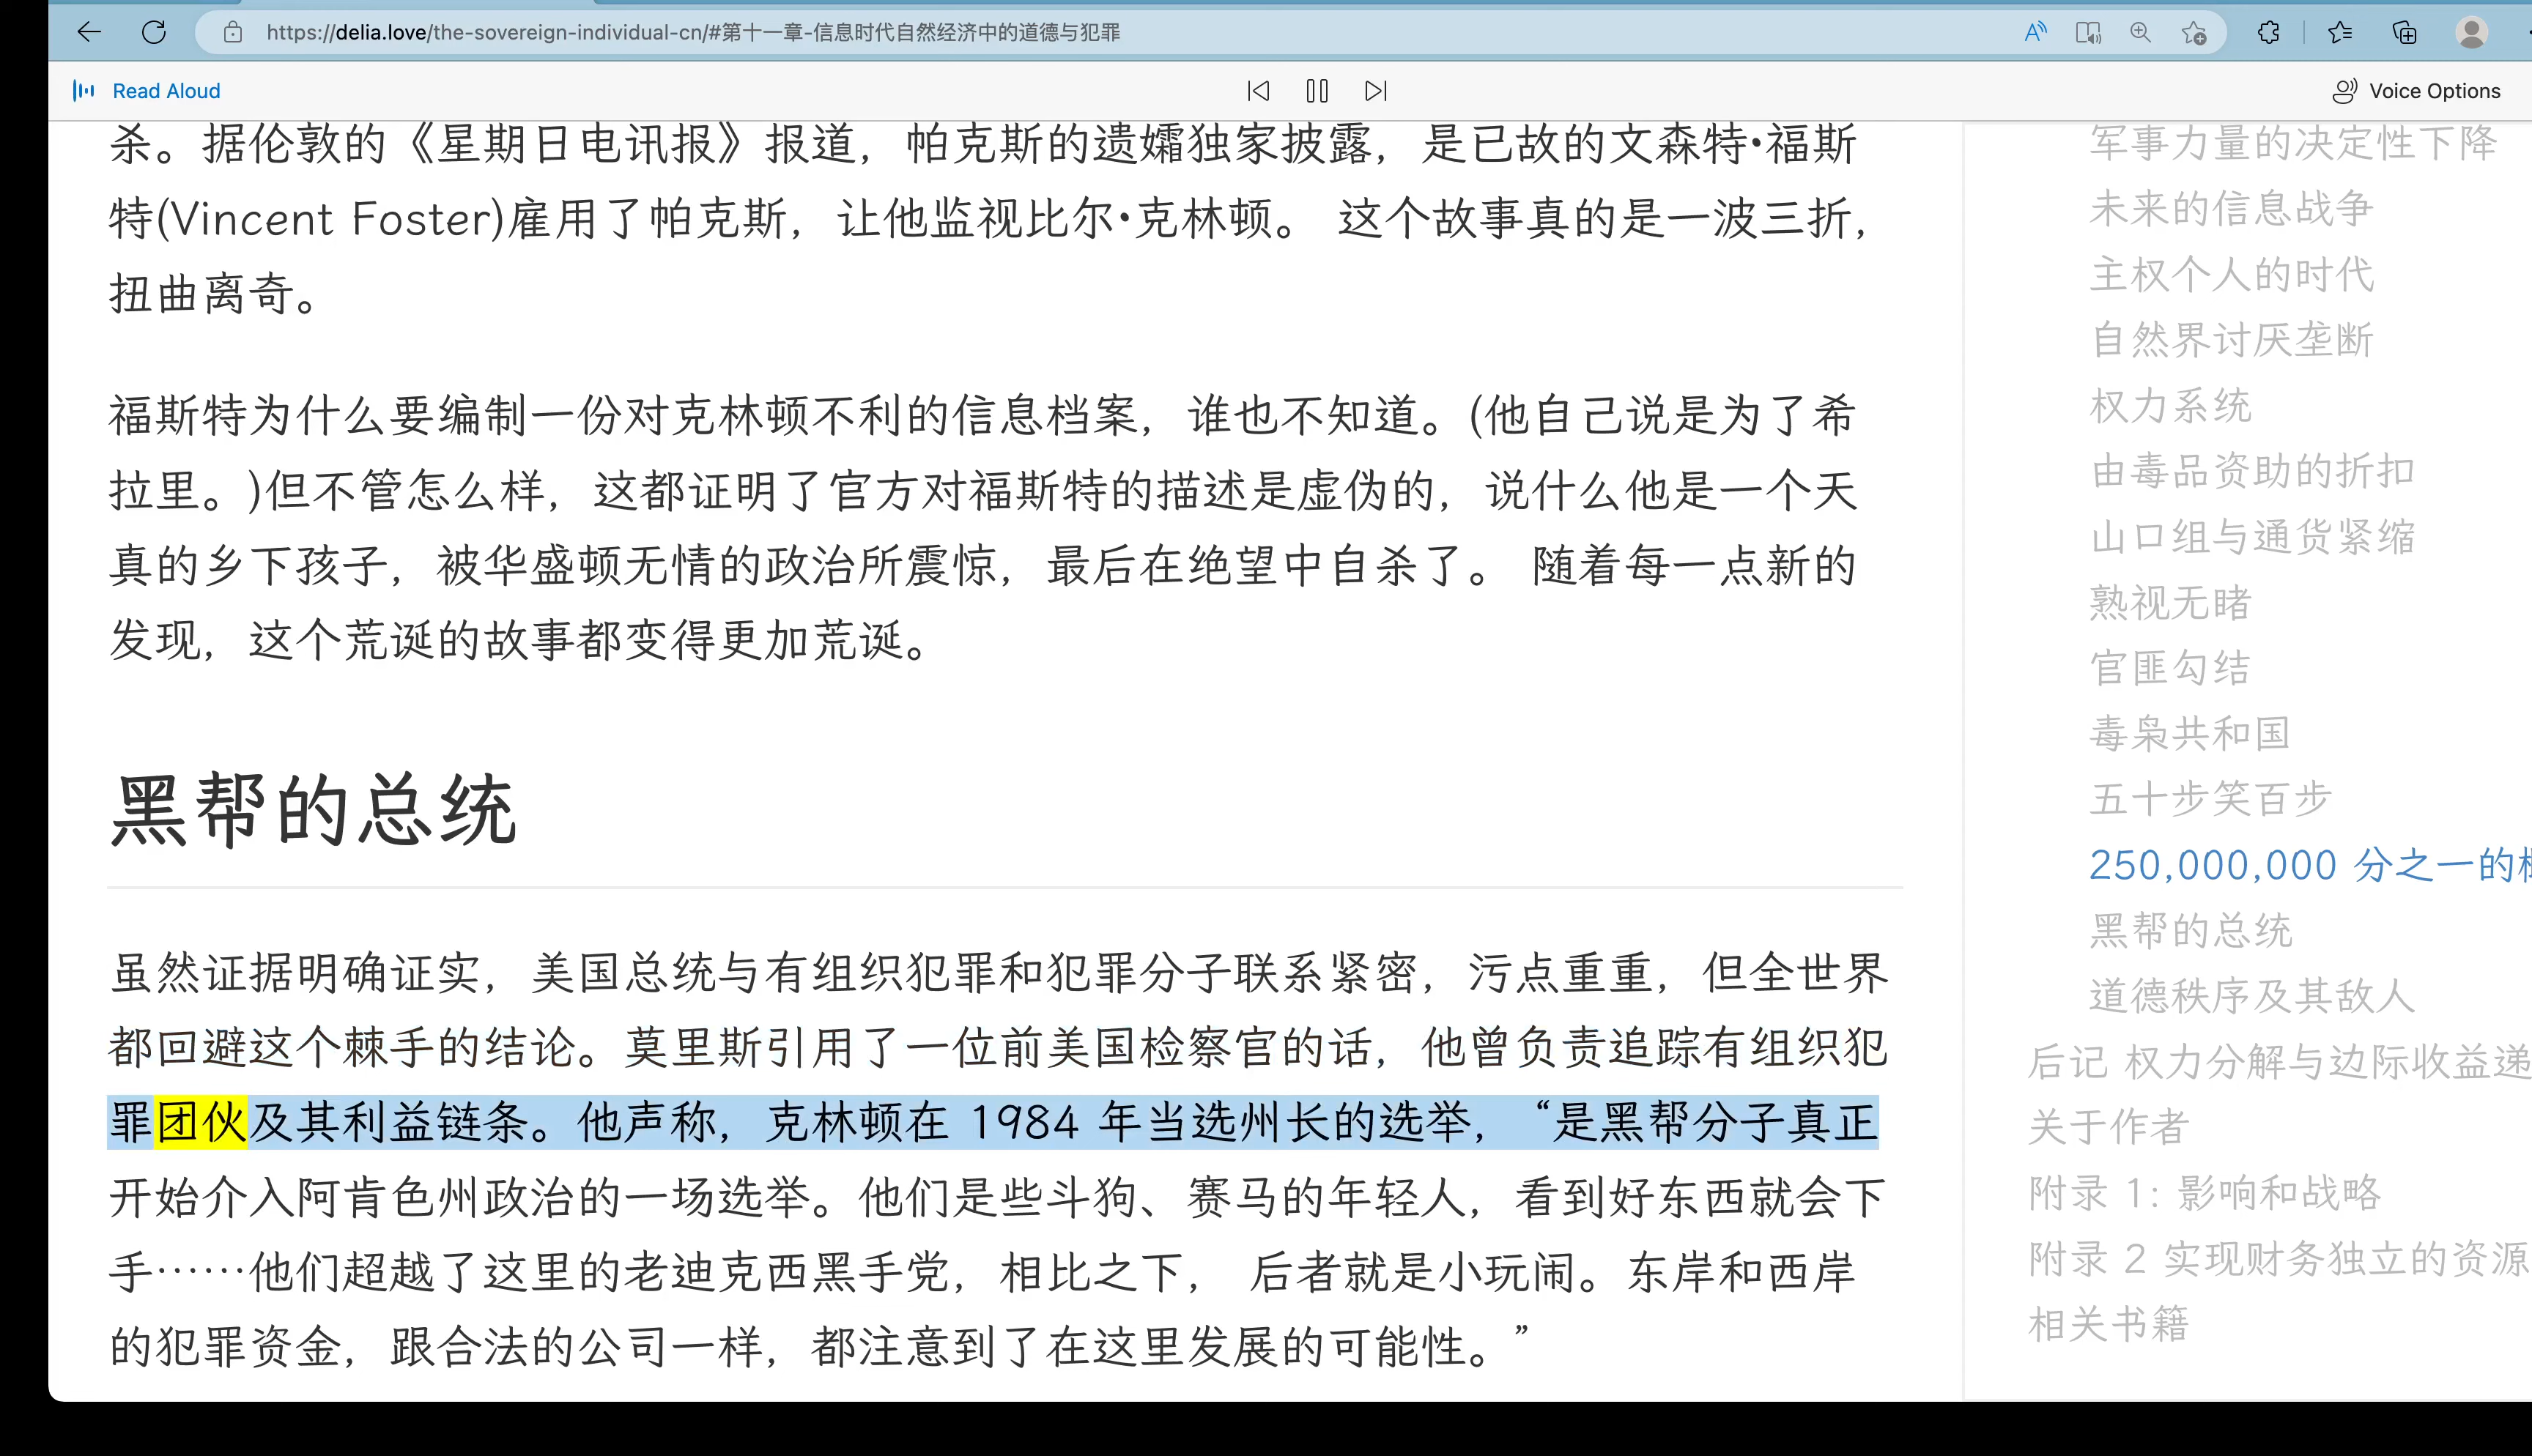 https://delia.love/the-sovereign-individual-cn/#第十一章-信息时代自然经济中的道德与犯罪
Read Aloud
Voice Options
杀。据伦敦的《星期日电讯报》报道，帕克斯的遗孀独家披露，是已故的文森特•福斯
特(Vincent Foster)雇用了帕克斯，让他监视比尔•克林顿。 这个故事真的是一波三折，
扭曲离奇。
福斯特为什么要编制一份对克林顿不利的信息档案，谁也不知道。(他自己说是为了希
拉里。)但不管怎么样，这都证明了官方对福斯特的描述是虚伪的，说什么他是一个天
真的乡下孩子，被华盛顿无情的政治所震惊，最后在绝望中自杀了。 随着每一点新的
发现，这个荒诞的故事都变得更加荒诞。
黑帮的总统
虽然证据明确证实，美国总统与有组织犯罪和犯罪分子联系紧密，污点重重，但全世界
都回避这个棘手的结论。莫里斯引用了一位前美国检察官的话，他曾负责追踪有组织犯
罪团伙及其利益链条。他声称，克林顿在 1984 年当选州长的选举，“是黑帮分子真正
开始介入阿肯色州政治的一场选举。他们是些斗狗、赛马的年轻人，看到好东西就会下
手……他们超越了这里的老迪克西黑手党，相比之下， 后者就是小玩闹。东岸和西岸
的犯罪资金，跟合法的公司一样，都注意到了在这里发展的可能性。”
军事力量的决定性下降
未来的信息战争
主权个人的时代
自然界讨厌垄断
权力系统
由毒品资助的折扣
山口组与通货紧缩
熟视无睹
官匪勾结
毒枭共和国
五十步笑百步
250,000,000 分之一的
黑帮的总统
道德秩序及其敌人
后记 权力分解与边际收益递
关于作者
附录 1: 影响和战略
附录 2 实现财务独立的资源
相关书籍